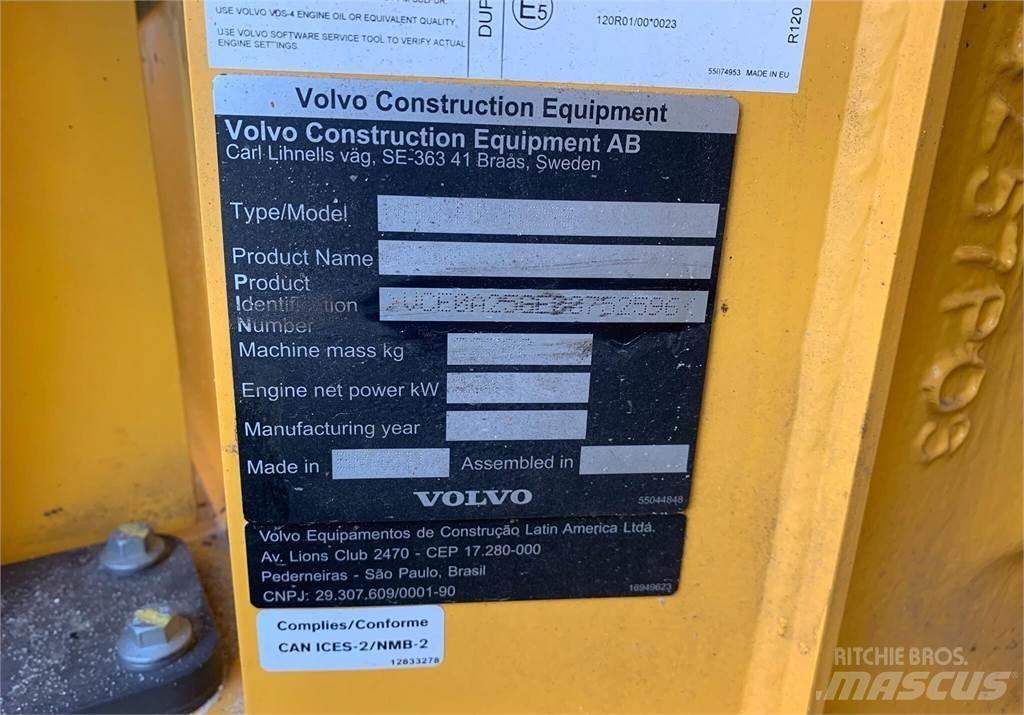 USE VOLVO VDS-4 ENGINE OIL OR EQUIVALENT QUALITY.
USE VOLVO SOFTWARE SERVICE TOOL TO VERIFY ACTUAL
ENGINE SETTINGS.
DUP
E5
120R01/00*0023
R120
55074953 MADE IN EU
Volvo Construction Equipment
Volvo Construction Equipment AB
Carl Lihnells väg, SE-363 41 Braås, Sweden
Type/Model
Product Name
Product
Identification
Number
Machine mass kg
Engine net power kW
Manufacturing year
Made in
Assembled in
VOLVO
55044848
Volvo Equipamentos de Construção Latin America Ltda.
Av. Lions Club 2470 - CEP 17.280-000
Pederneiras - São Paulo, Brasil
CNPJ: 29.307.609/0001-90
16949623
Complies/Conforme
CAN ICES-2/NMB-2
12833278
RITCHIE BROS.
MASCUS